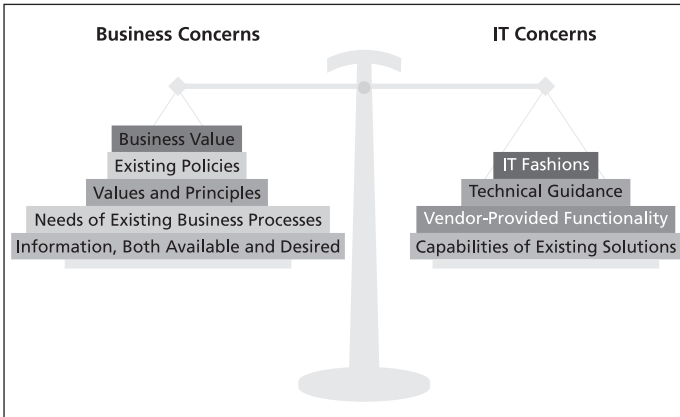 Business Concerns
Business Value
Existing Policies
Values and Principles
Needs of Existing Business Processes
Information, Both Available and Desired
IT Concerns
IT Fashions
Technical Guidance
Vendor-Provided Functionality
Capabilities of Existing Solutions